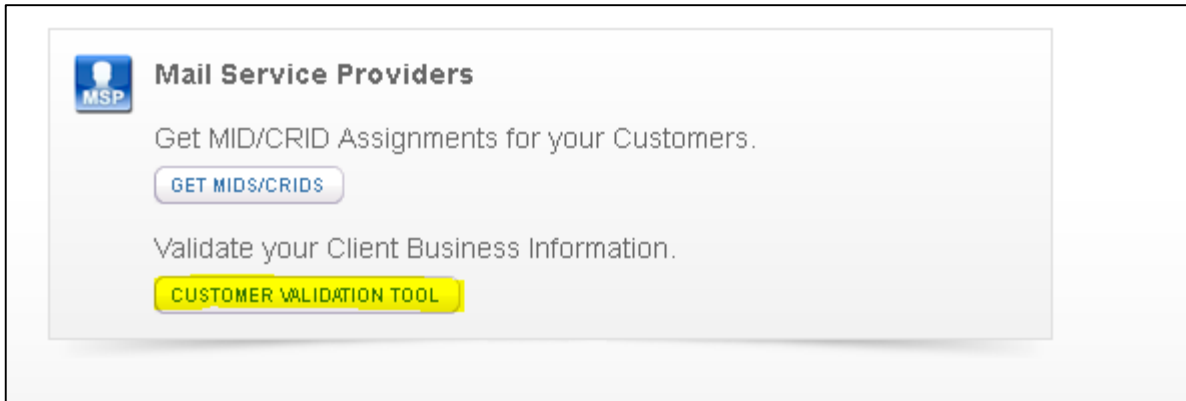 MSP
Mail Service Providers
Get MID/CRID Assignments for your Customers.
GET MIDS/CRIDS
Validate your Client Business Information.
CUSTOMER VALIDATION TOOL